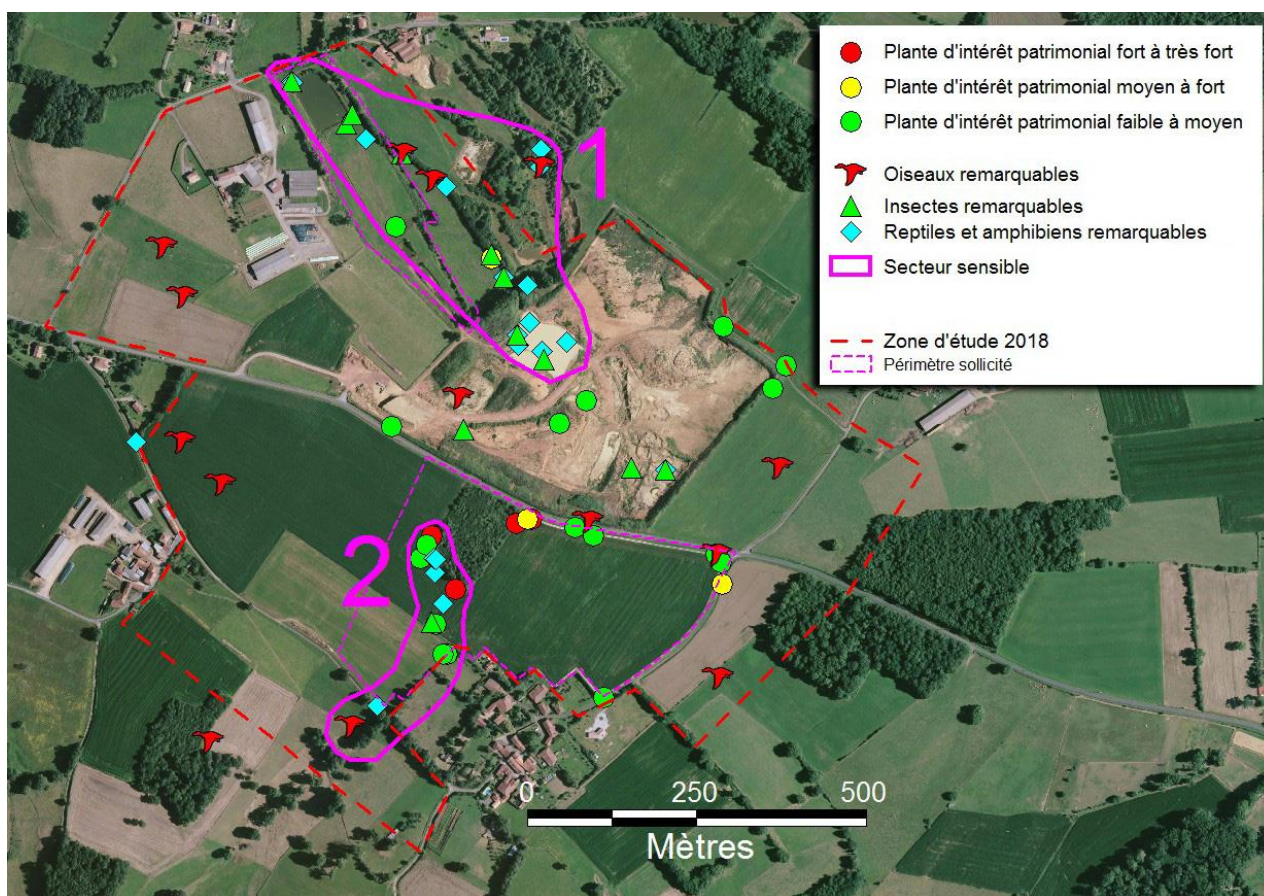 Plante d'intérêt patrimonial fort à très fort
Plante d'intérêt patrimonial moyen à fort
Plante d'intérêt patrimonial faible à moyen
Oiseaux remarquables
Insectes remarquables
Reptiles et amphibiens remarquables
Secteur sensible
Zone d'étude 2018
Périmètre sollicité
1
2
0 250 500
Mètres